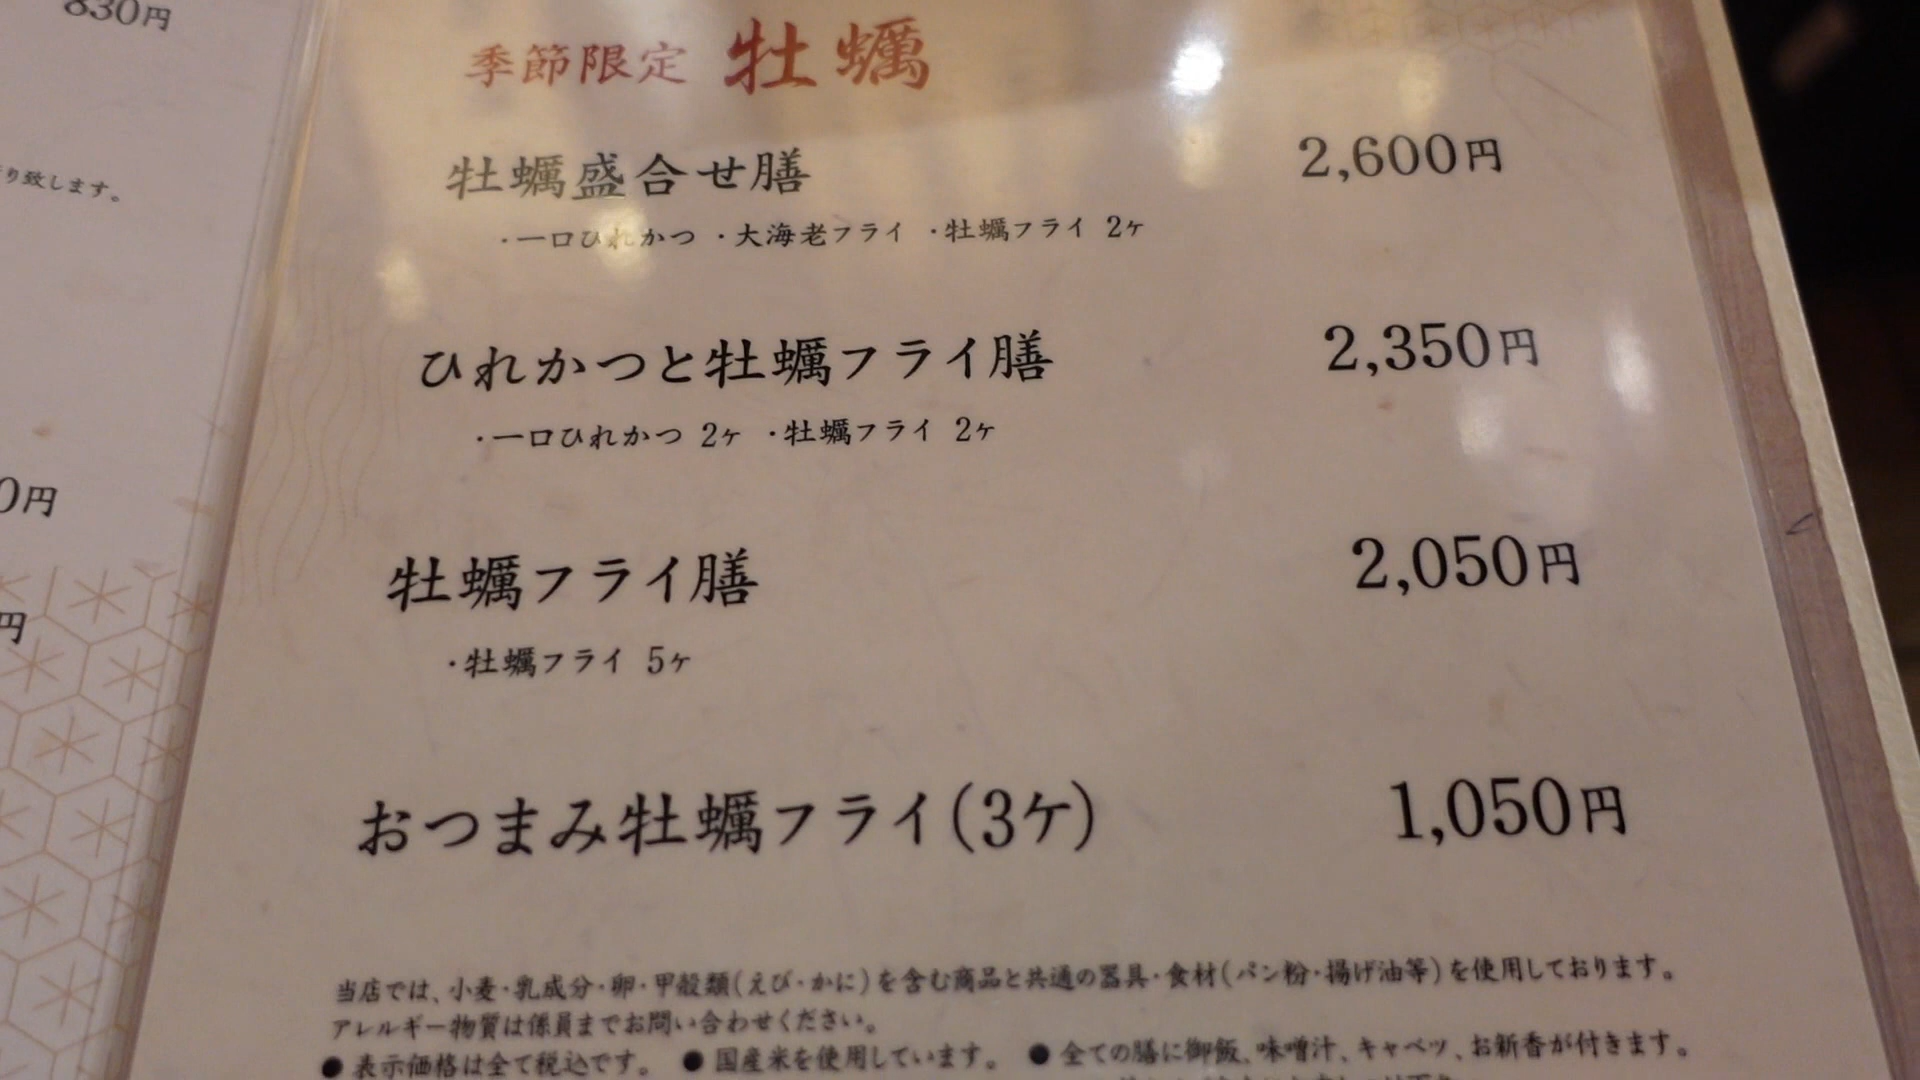 830円
り致します。
0円
円
季節限定 牡蠣
牡蠣盛合せ膳 2,600円
・一口ひれかつ ・大海老フライ ・牡蠣フライ 2ヶ
ひれかつと牡蠣フライ膳 2,350円
・一口ひれかつ 2ヶ ・牡蠣フライ 2ヶ
牡蠣フライ膳 2,050円
・牡蠣フライ 5ヶ
おつまみ牡蠣フライ(3ケ) 1,050円
当店では、小麦・乳成分・卵・甲殻類(えび・かに)を含む商品と共通の器具・食材(パン粉・揚げ油等)を使用しております。
アレルギー物質は係員までお問い合わせください。
● 表示価格は全て税込です。 ● 国産米を使用しています。 ● 全ての膳に御飯、味噌汁、キャベツ、お新香が付きます。